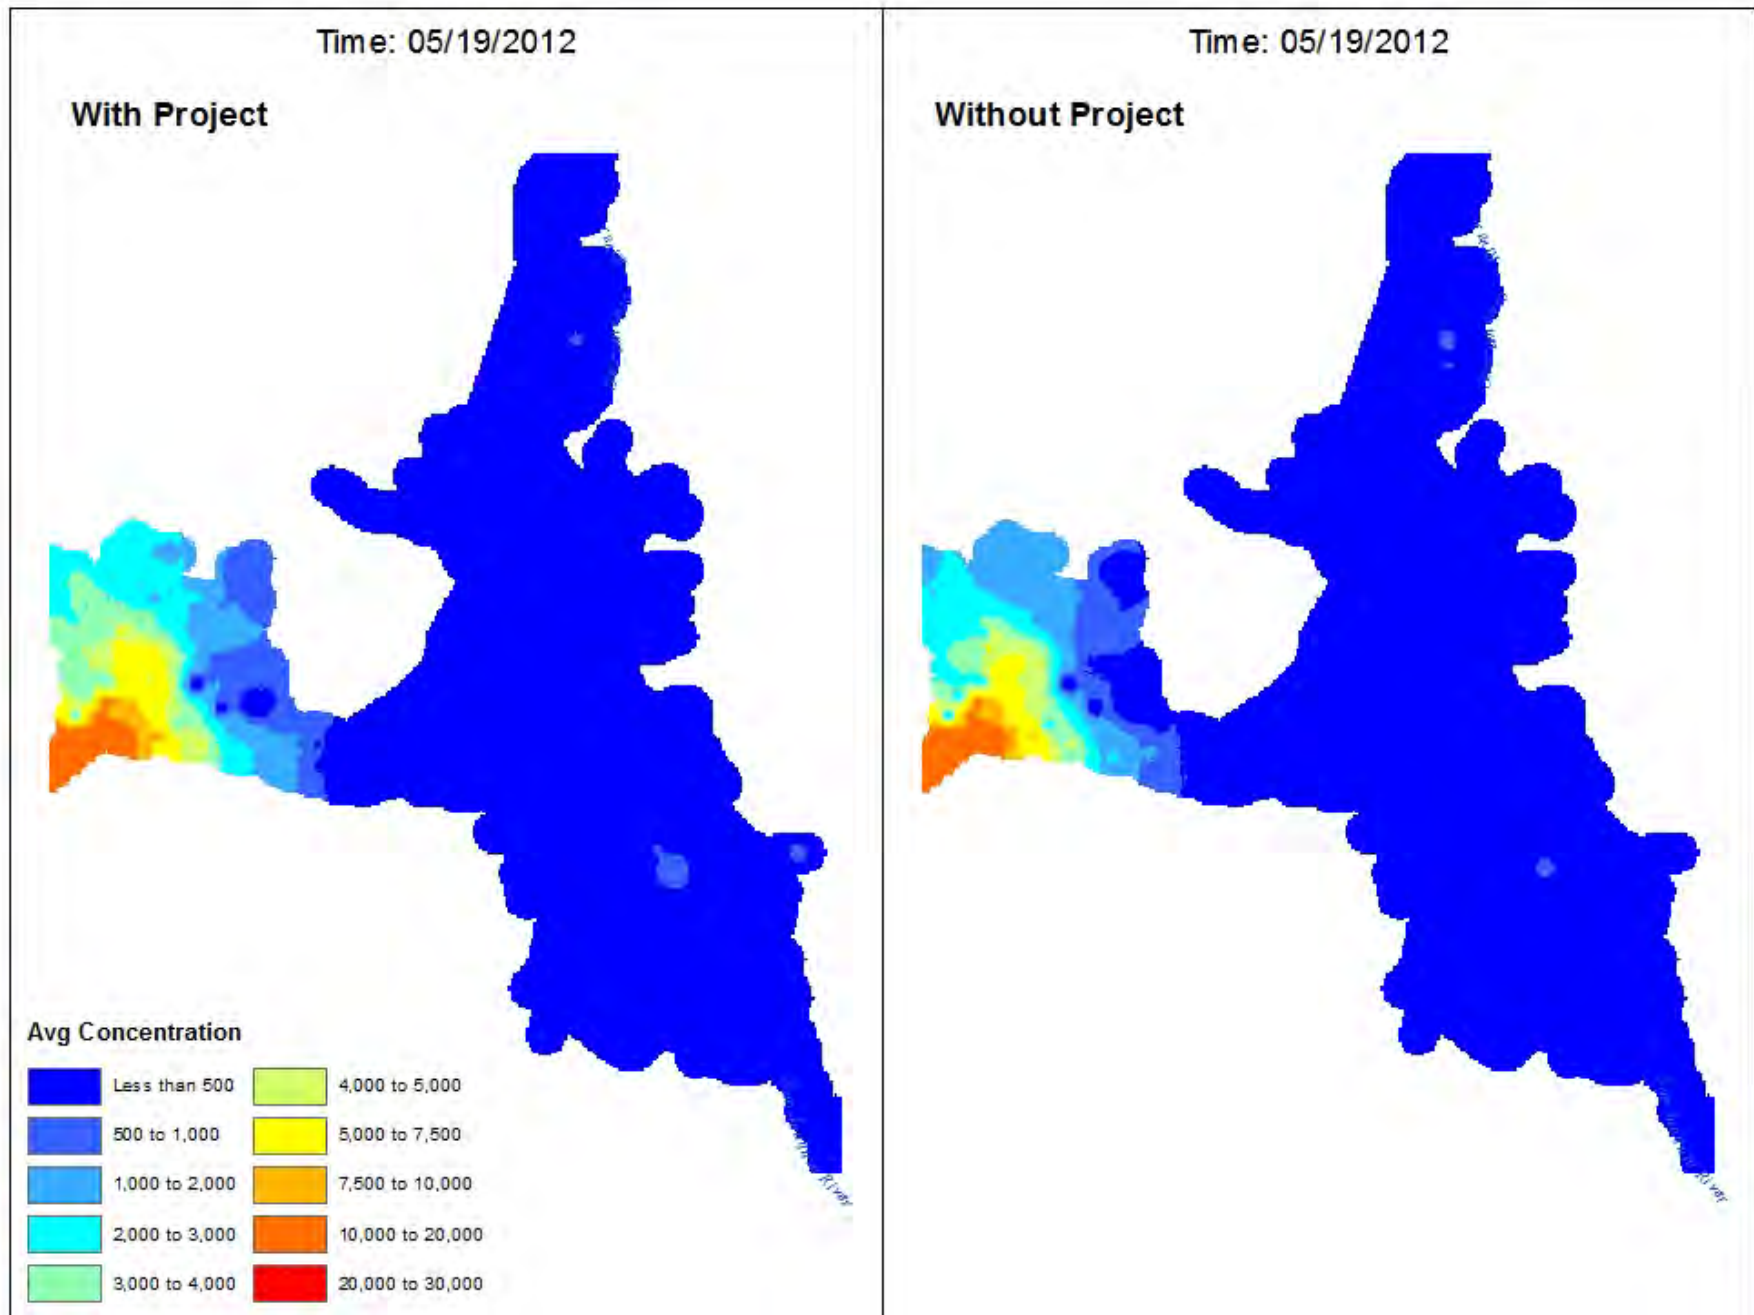 Time: 05/19/2012
With Project
Time: 05/19/2012
Without Project
Avg Concentration
Less than 500
500 to 1,000
1,000 to 2,000
2,000 to 3,000
3,000 to 4,000
4,000 to 5,000
5,000 to 7,500
7,500 to 10,000
10,000 to 20,000
20,000 to 30,000
River
River